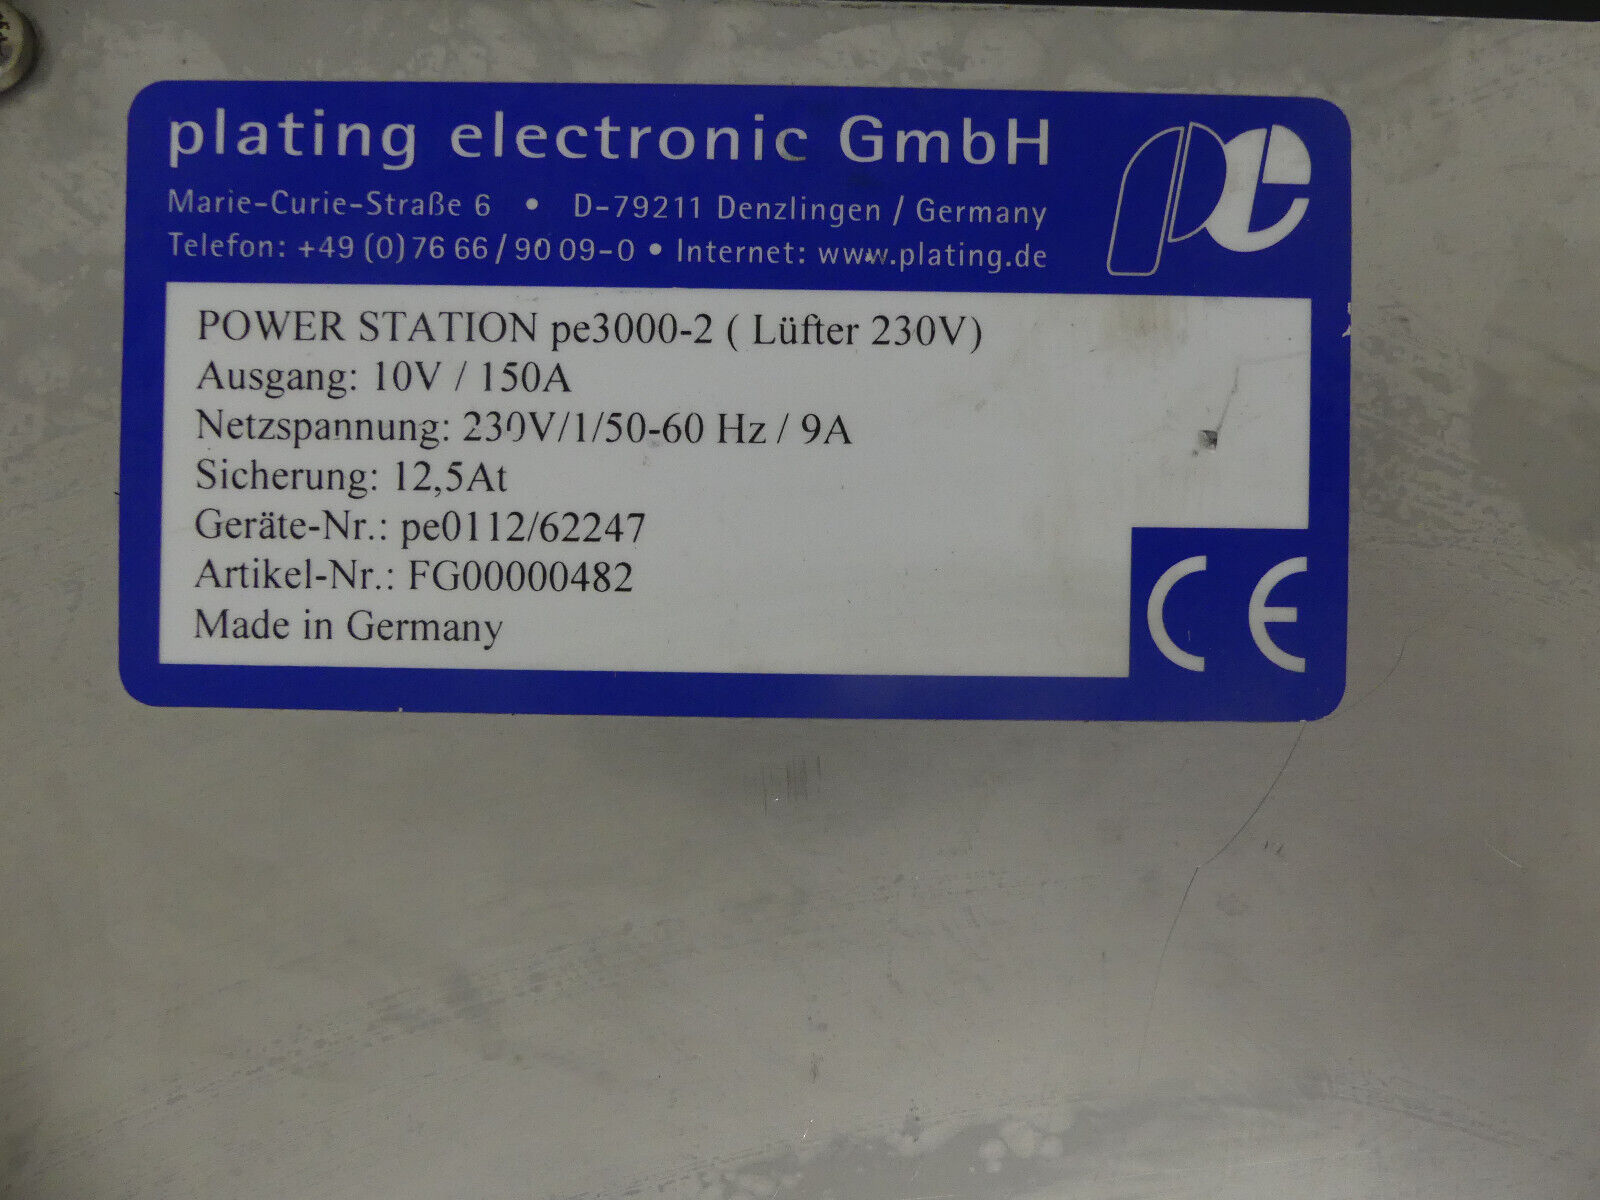 plating electronic GmbH
Marie-Curie-Straße 6 • D-79211 Denzlingen / Germany
Telefon: +49 (0) 76 66 / 90 09-0 • Internet: www.plating.de
pe
POWER STATION pe3000-2 ( Lüfter 230V)
Ausgang: 10V / 150A
Netzspannung: 230V/1/50-60 Hz / 9A
Sicherung: 12,5At
Geräte-Nr.: pe0112/62247
Artikel-Nr.: FG00000482
Made in Germany
CE